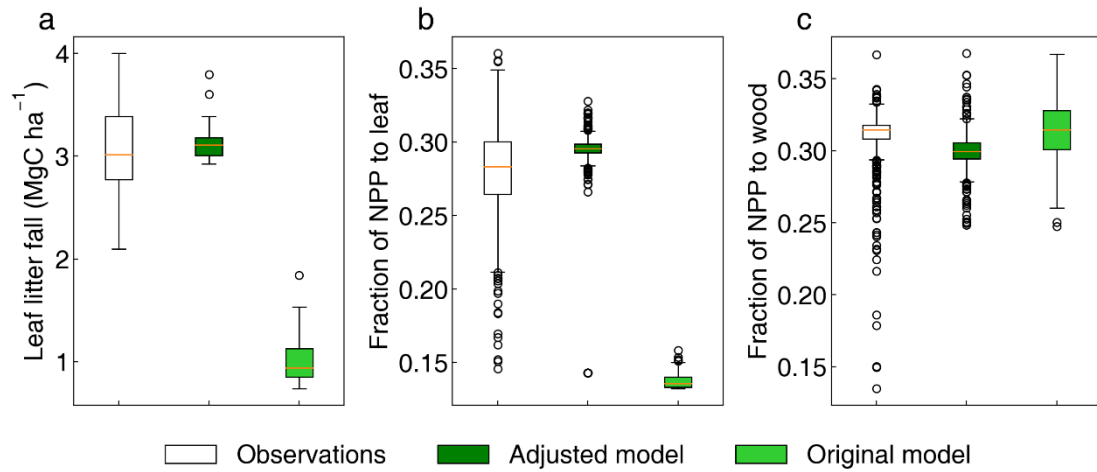 a
Leaf litter fall (MgC ha⁻¹)
4
3
2
1
b
Fraction of NPP to leaf
0.35
0.30
0.25
0.20
0.15
c
Fraction of NPP to wood
0.35
0.30
0.25
0.20
0.15
Observations
Adjusted model
Original model